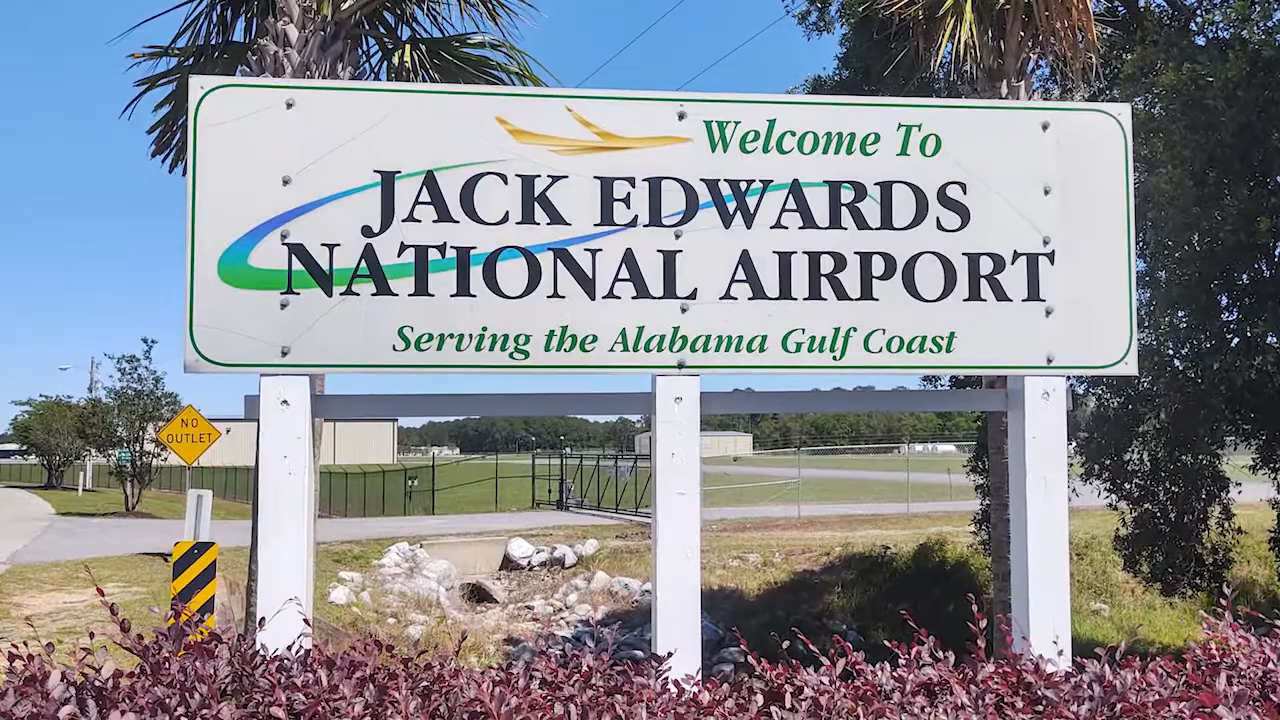 Welcome To
JACK EDWARDS
NATIONAL AIRPORT
Serving the Alabama Gulf Coast
NO
OUTLET